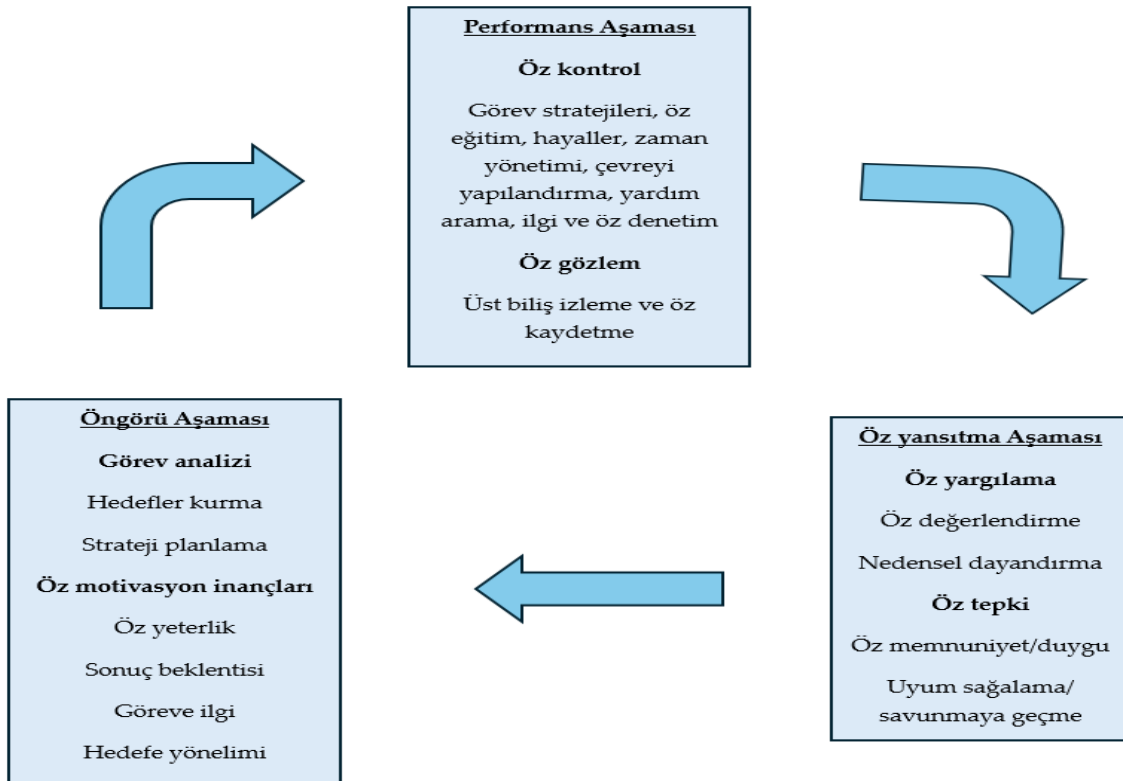 Performans Aşaması
Öz kontrol
Görev stratejileri, öz
eğitim, hayaller, zaman
yönetimi, çevreyi
yapılandırma, yardım
arama, ilgi ve öz denetim
Öz gözlem
Üst biliş izleme ve öz
kaydetme
Öngörü Aşaması
Görev analizi
Hedefler kurma
Strateji planlama
Öz motivasyon inançları
Öz yeterlik
Sonuç beklentisi
Göreve ilgi
Hedefe yönelimi
Öz yansıtma Aşaması
Öz yargılama
Öz değerlendirme
Nedensel dayandırma
Öz tepki
Öz memnuniyet/duygu
Uyum sağalama/
savunmaya geçme